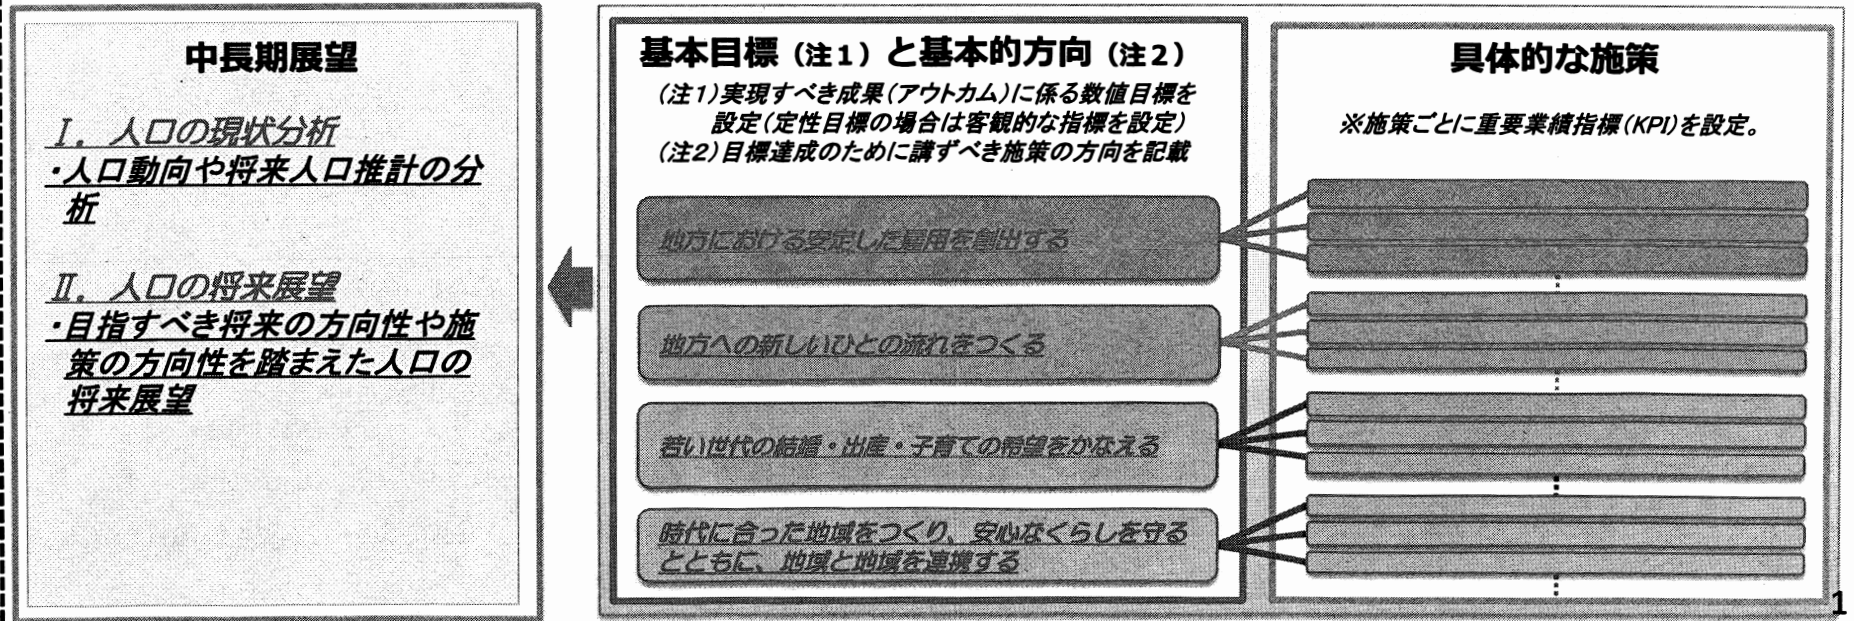 中長期展望
Ⅰ．人口の現状分析
・人口動向や将来人口推計の分
析
Ⅱ．人口の将来展望
・目指すべき将来の方向性や施
策の方向性を踏まえた人口の
将来展望
基本目標（注１）と基本的方向（注２）
（注１）実現すべき成果（アウトカム）に係る数値目標を
設定（定性目標の場合は客観的な指標を設定）
（注２）目標達成のために講ずべき施策の方向を記載
地方における安定した雇用を創出する
地方への新しいひとの流れをつくる
若い世代の結婚・出産・子育ての希望をかなえる
時代に合った地域をつくり、安心なくらしを守る
とともに、地域と地域を連携する
具体的な施策
※施策ごとに重要業績指標（KPI）を設定。
1